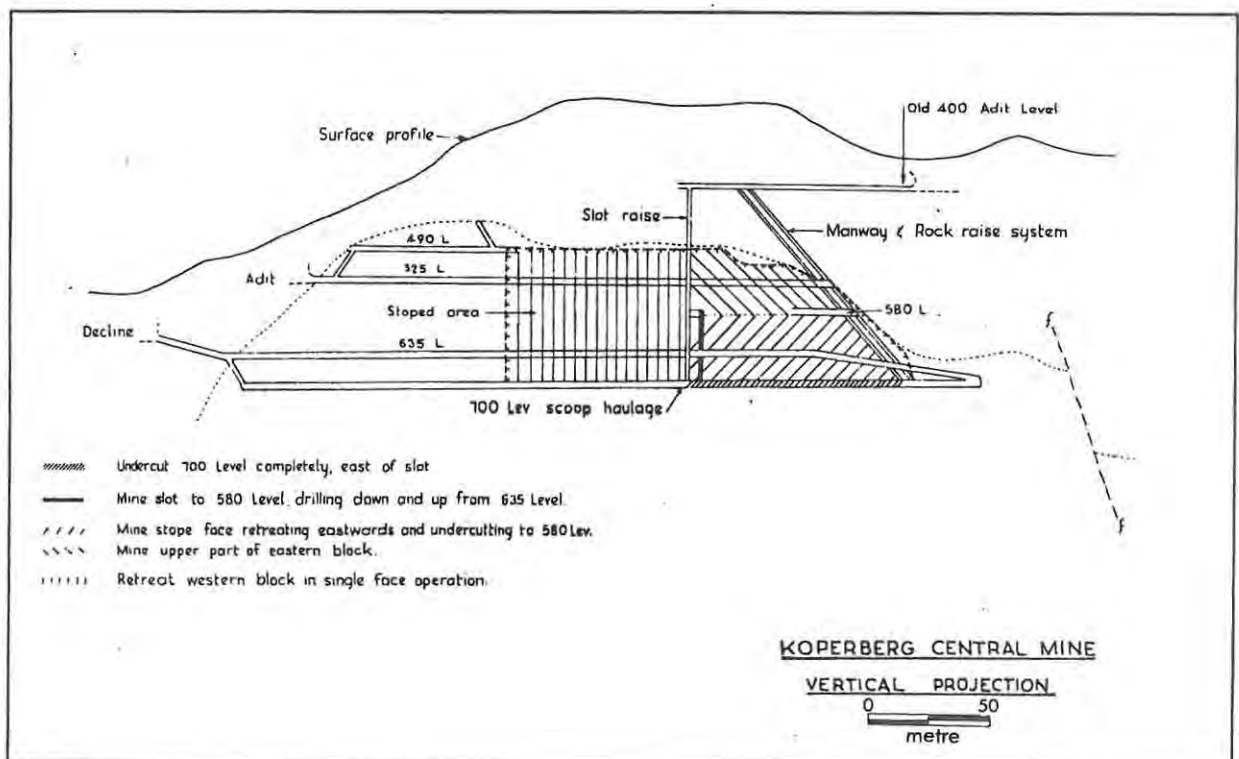 Old 400 Adit Level
Surface profile
Slot raise
Manway & Rock raise system
490 L
525 L
Adit
Stoped area
580 L
Decline
635 L
700 Lev scoop haulage
f
f
Undercut 700 Level completely, east of slot
Mine slot to 580 Level, drilling down and up from 635 Level.
Mine stope face retreating eastwards and undercutting to 580 Lev.
Mine upper part of eastern block.
Retreat western block in single face operation.
KOPERBERG CENTRAL MINE
VERTICAL PROJECTION
0 50
metre